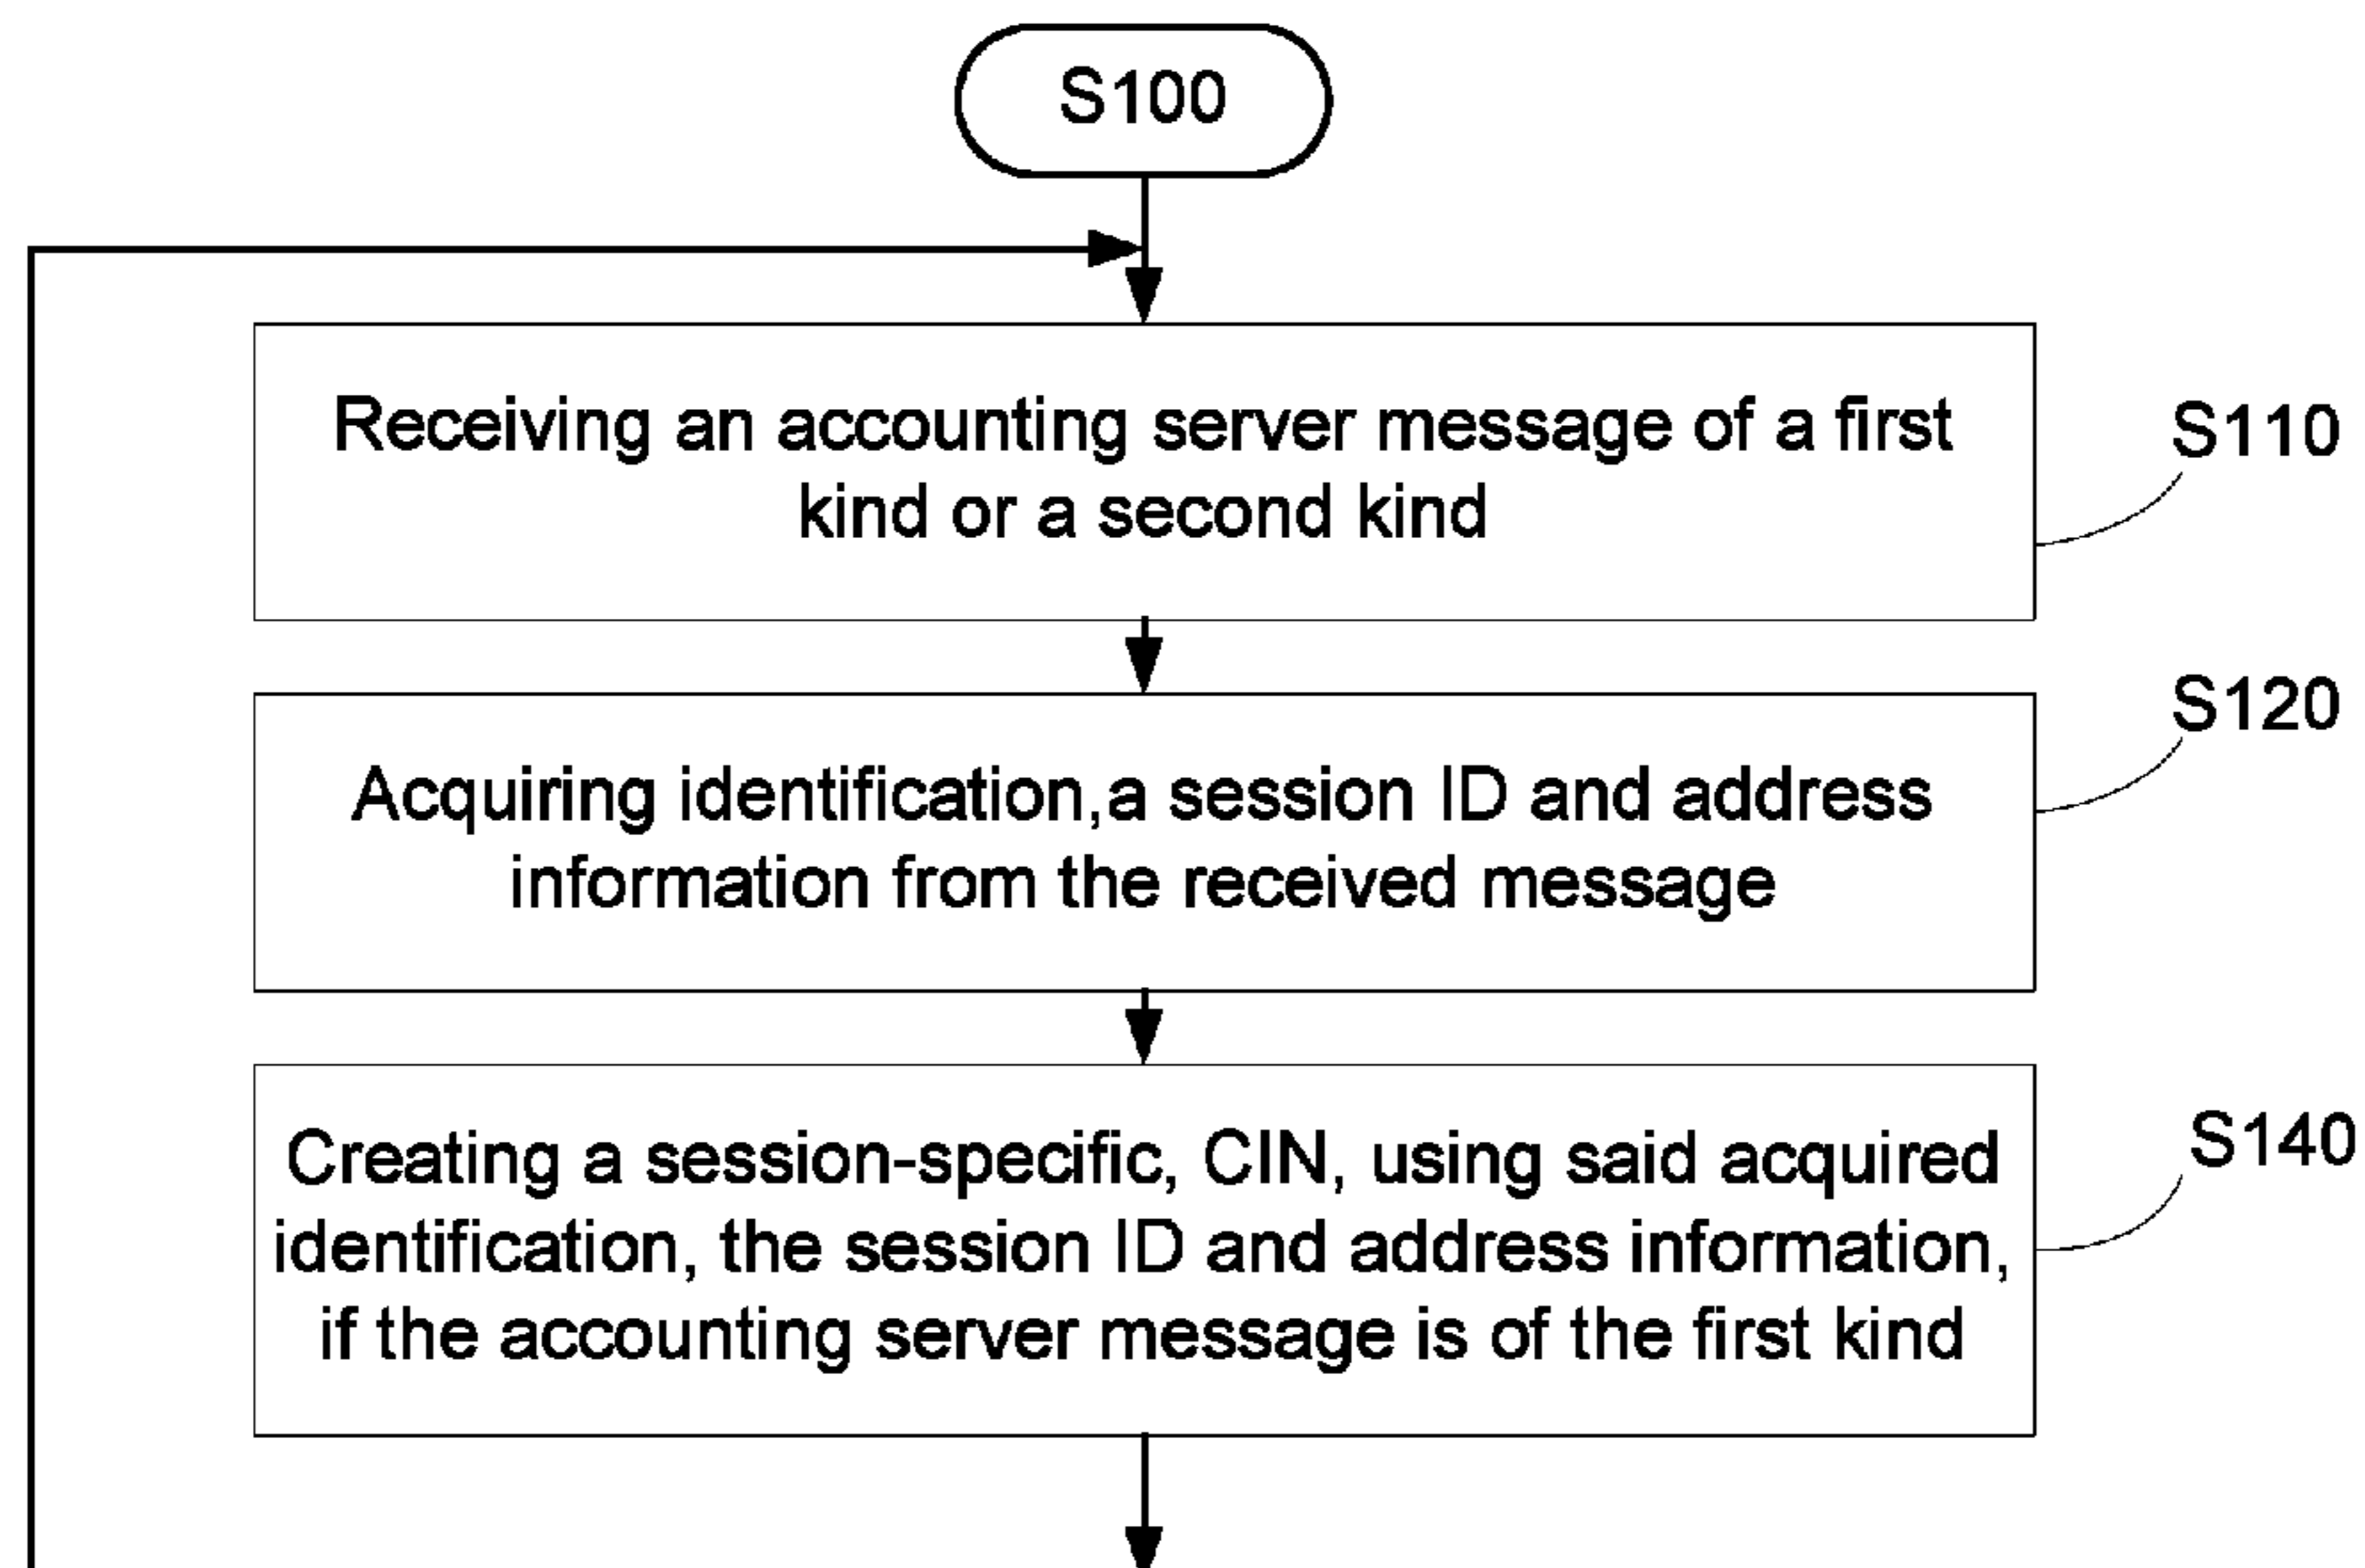 S100
Receiving an accounting server message of a first
kind or a second kind
S110
Acquiring identification,a session ID and address
information from the received message
S120
Creating a session-specific, CIN, using said acquired
identification, the session ID and address information,
if the accounting server message is of the first kind
S140